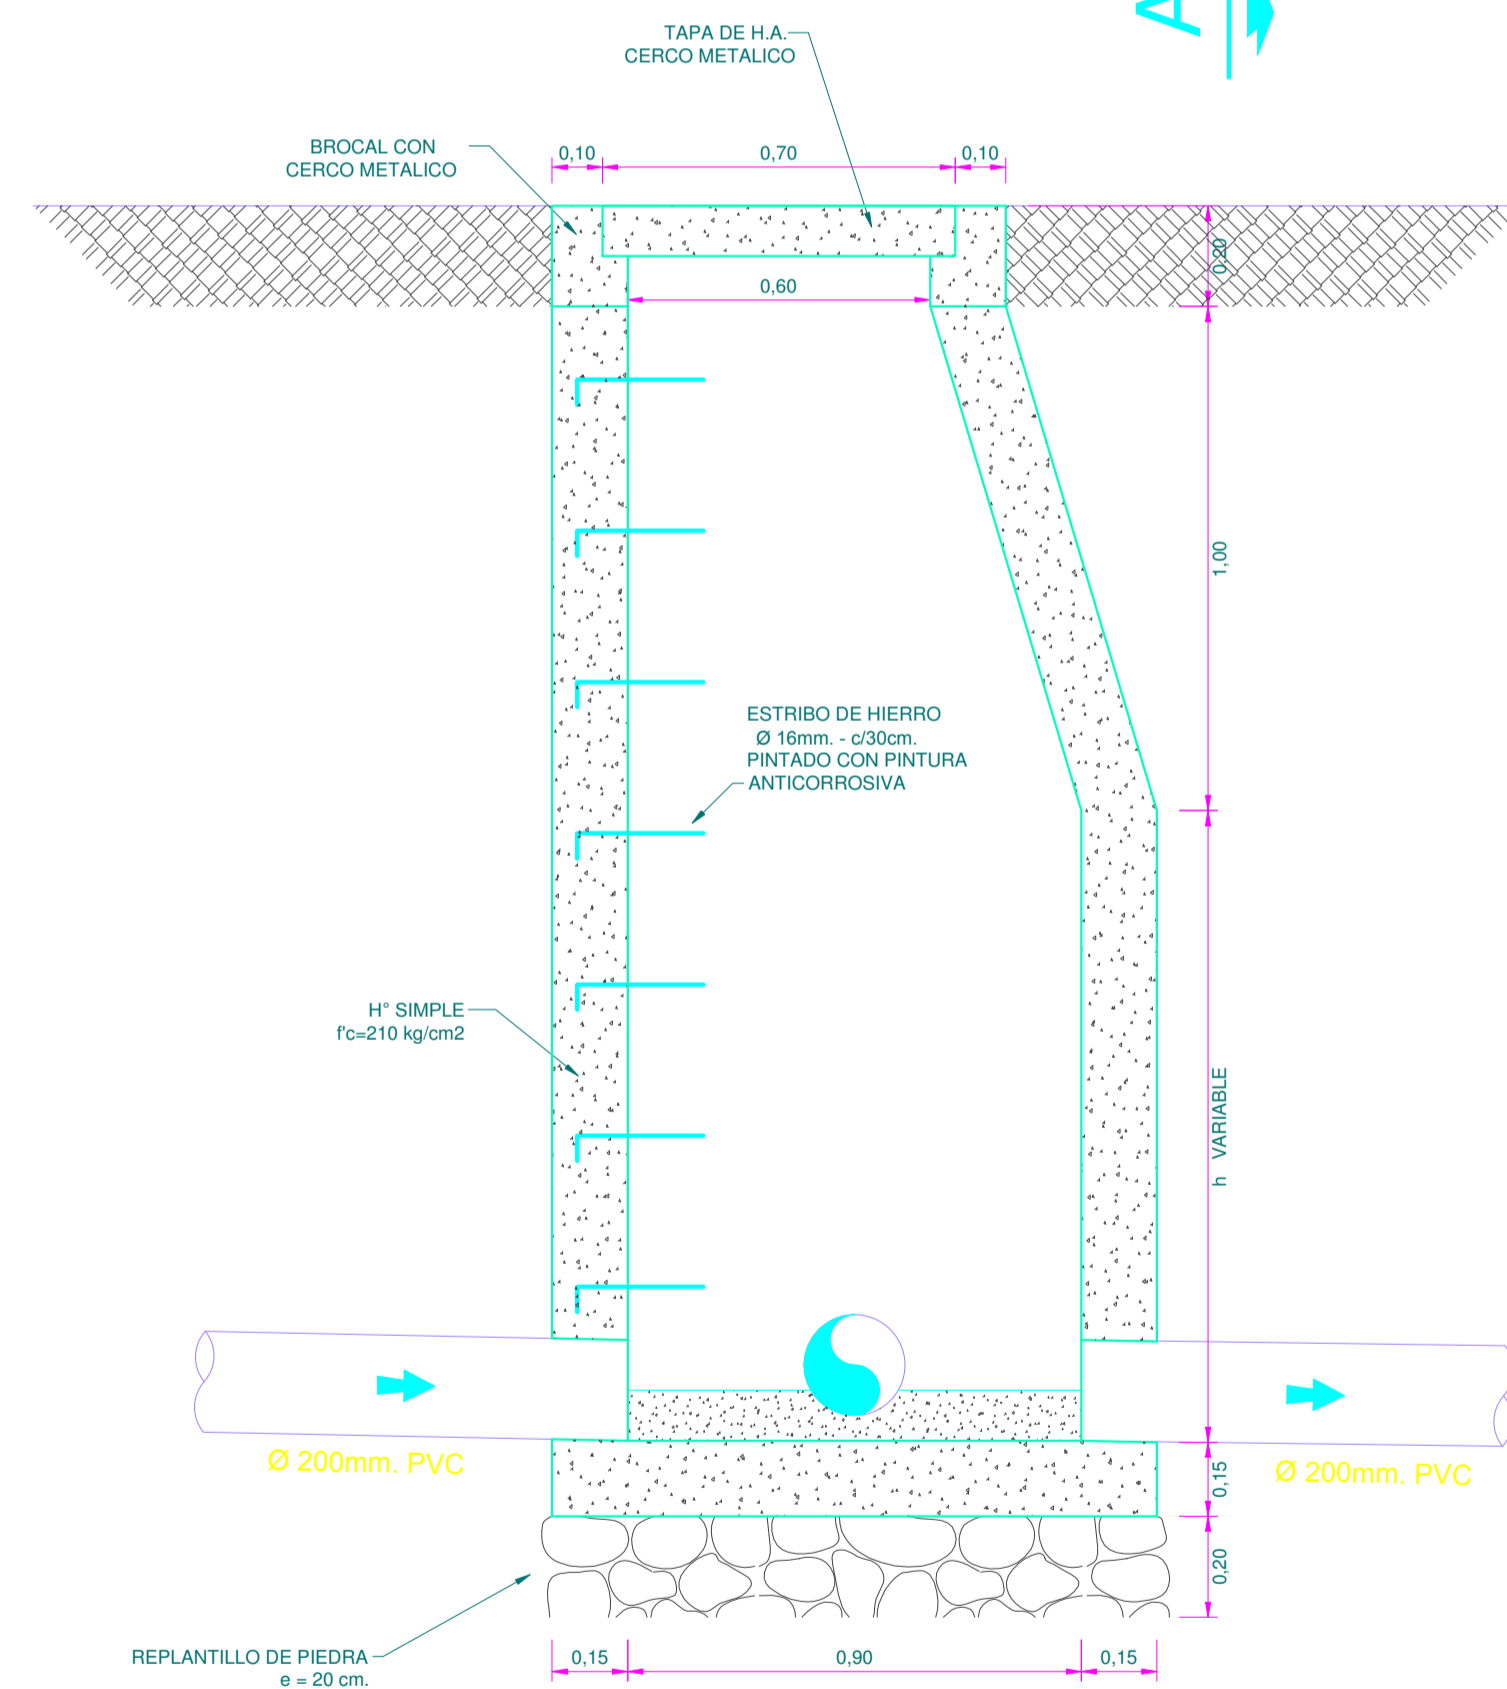 A
TAPA DE H.A.
CERCO METALICO
BROCAL CON
CERCO METALICO
0,10
0,70
0,10
0,20
0,60
1,00
ESTRIBO DE HIERRO
Ø 16mm. - c/30cm.
PINTADO CON PINTURA
ANTICORROSIVA
H° SIMPLE
f'c=210 kg/cm2
h VARIABLE
Ø 200mm. PVC
Ø 200mm. PVC
0,15
0,20
REPLANTILLO DE PIEDRA
e = 20 cm.
0,15
0,90
0,15